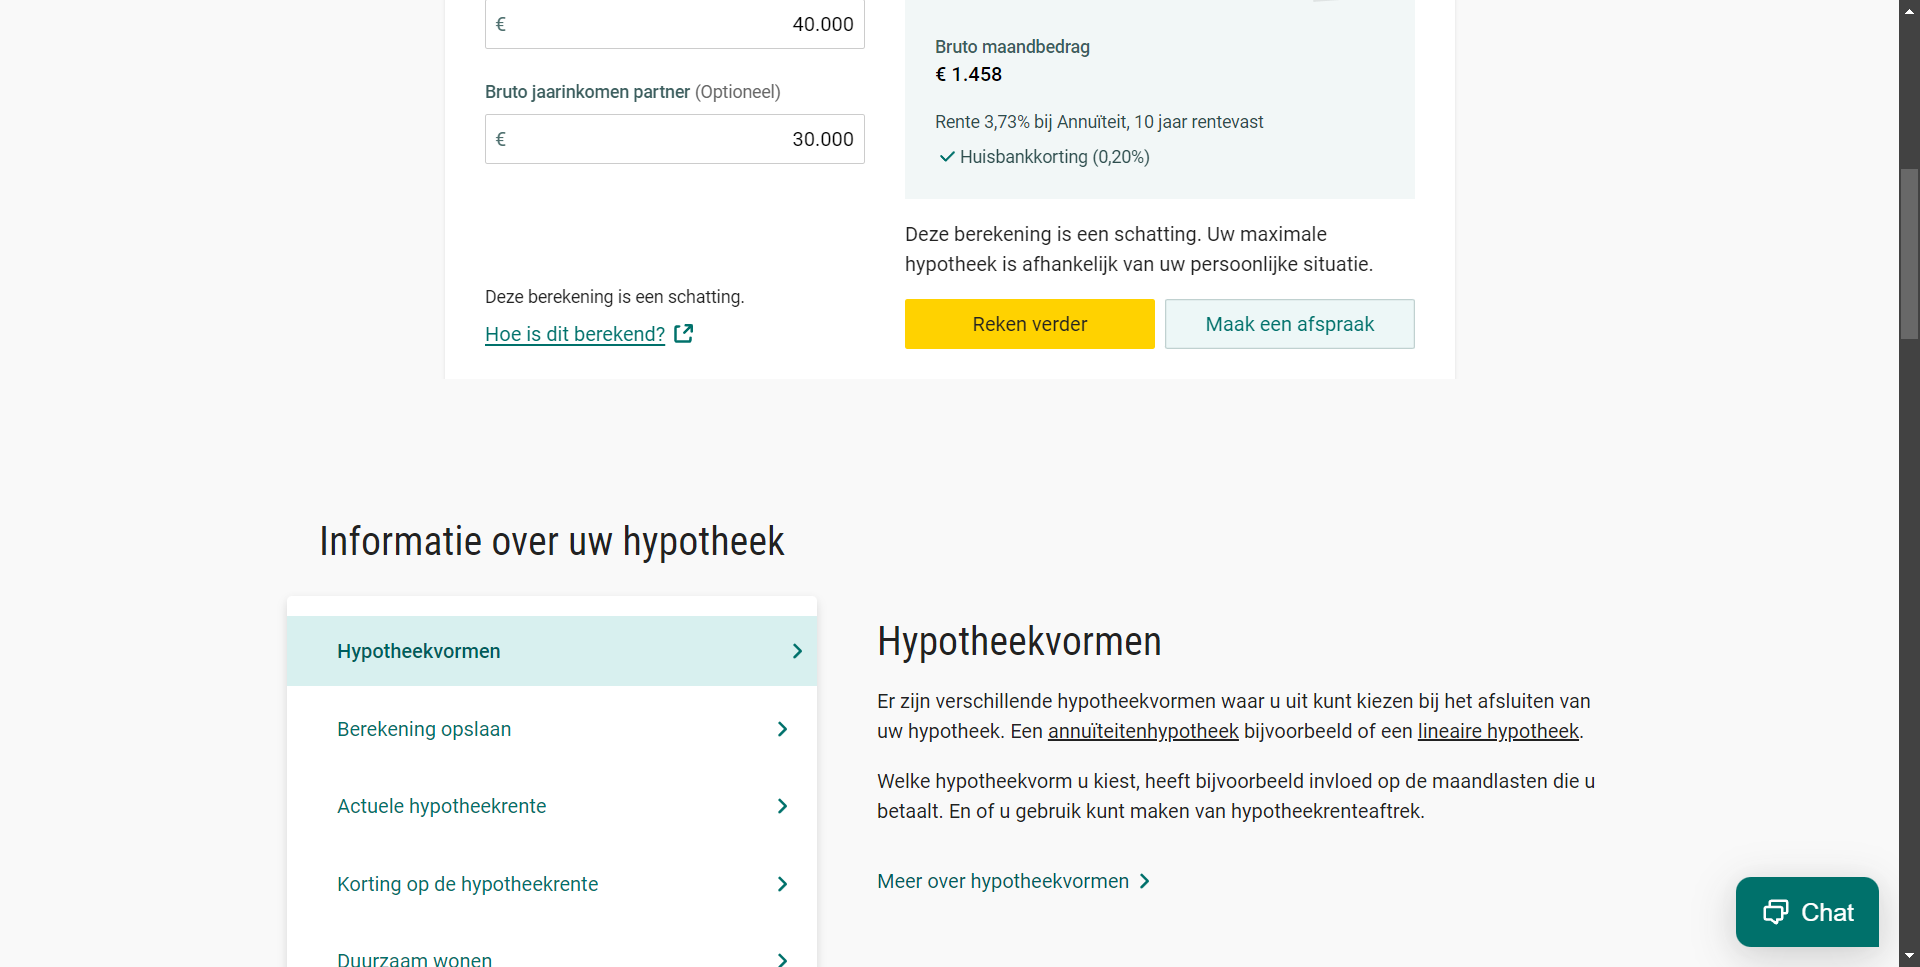 € 40.000
Bruto jaarinkomen partner (Optioneel)
€ 30.000
Deze berekening is een schatting.
Hoe is dit berekend?
Bruto maandbedrag
€ 1.458
Rente 3,73% bij Annuïteit, 10 jaar rentevast
Huisbankkorting (0,20%)
Deze berekening is een schatting. Uw maximale
hypotheek is afhankelijk van uw persoonlijke situatie.
Reken verder
Maak een afspraak
Informatie over uw hypotheek
Hypotheekvormen
Berekening opslaan
Actuele hypotheekrente
Korting op de hypotheekrente
Duurzaam wonen
Hypotheekvormen
Er zijn verschillende hypotheekvormen waar u uit kunt kiezen bij het afsluiten van
uw hypotheek. Een annuïteitenhypotheek bijvoorbeeld of een lineaire hypotheek.
Welke hypotheekvorm u kiest, heeft bijvoorbeeld invloed op de maandlasten die u
betaalt. En of u gebruik kunt maken van hypotheekrenteaftrek.
Meer over hypotheekvormen
Chat